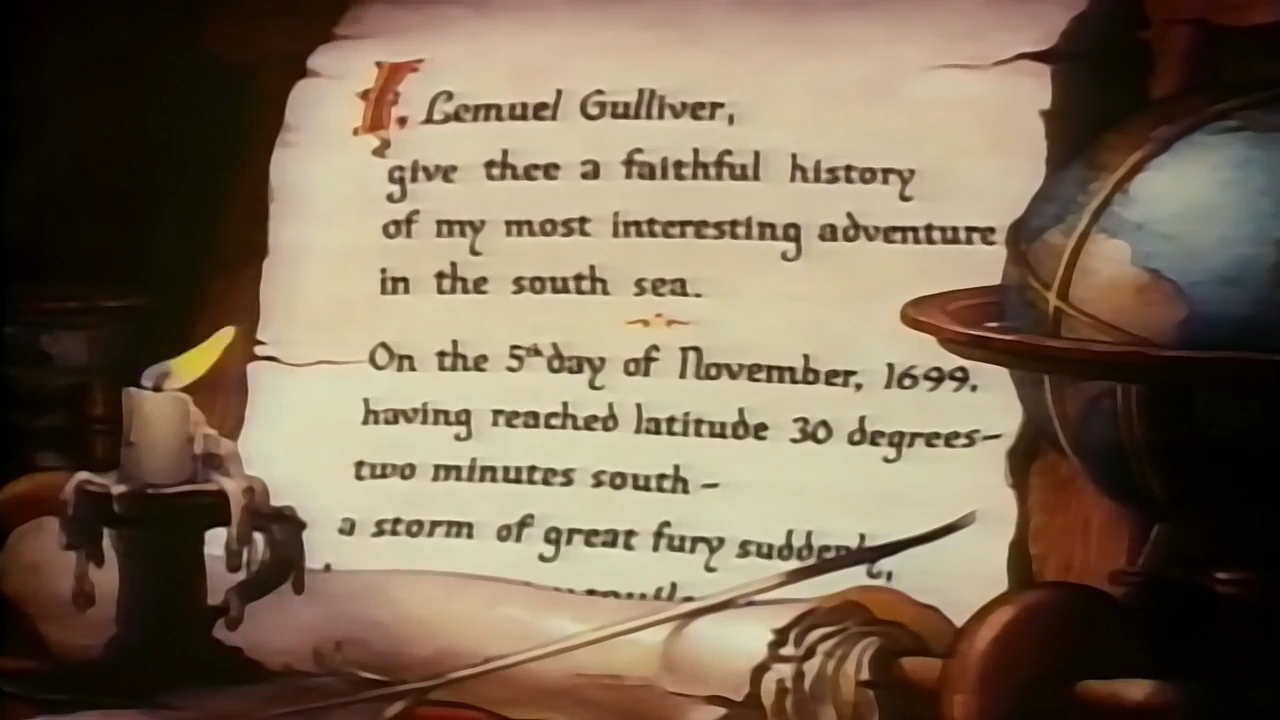 I, Lemuel Gulliver,
give thee a faithful history
of my most interesting adventure
in the south sea.
On the 5th day of November, 1699.
having reached latitude 30 degrees-
two minutes south -
a storm of great fury suddenly,